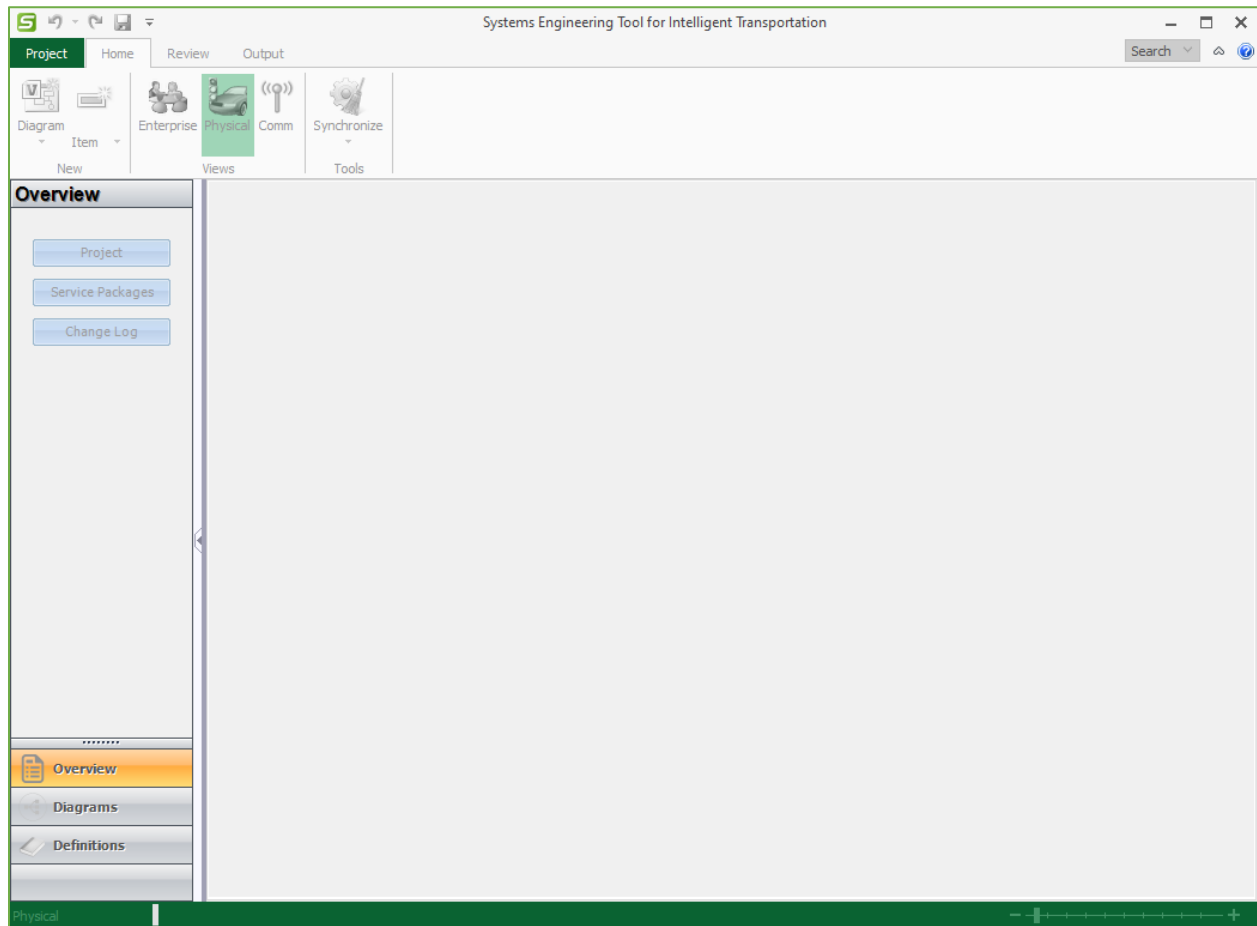 Systems Engineering Tool for Intelligent Transportation
Project Home Review Output Search
Diagram Item Enterprise Physical Comm Synchronize
New Views Tools
Overview
Project
Service Packages
Change Log
Overview
Diagrams
Definitions
Physical